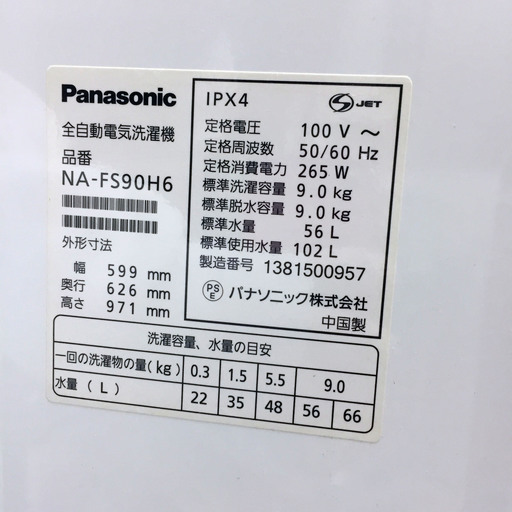 Panasonic
全自動電気洗濯機
品番
NA-FS90H6
外形寸法
幅 599 mm
奥行 626 mm
高さ 971 mm
IPX4
S JET
定格電圧 100 V ～
定格周波数 50/60 Hz
定格消費電力 265 W
標準洗濯容量 9.0 kg
標準脱水容量 9.0 kg
標準水量 56 L
標準使用水量 102 L
製造番号 1381500957
PSE パナソニック株式会社
中国製
洗濯容量、水量の目安
一回の洗濯物の量(kg) 0.3 1.5 5.5 9.0
水量 ( L ) 22 35 48 56 66